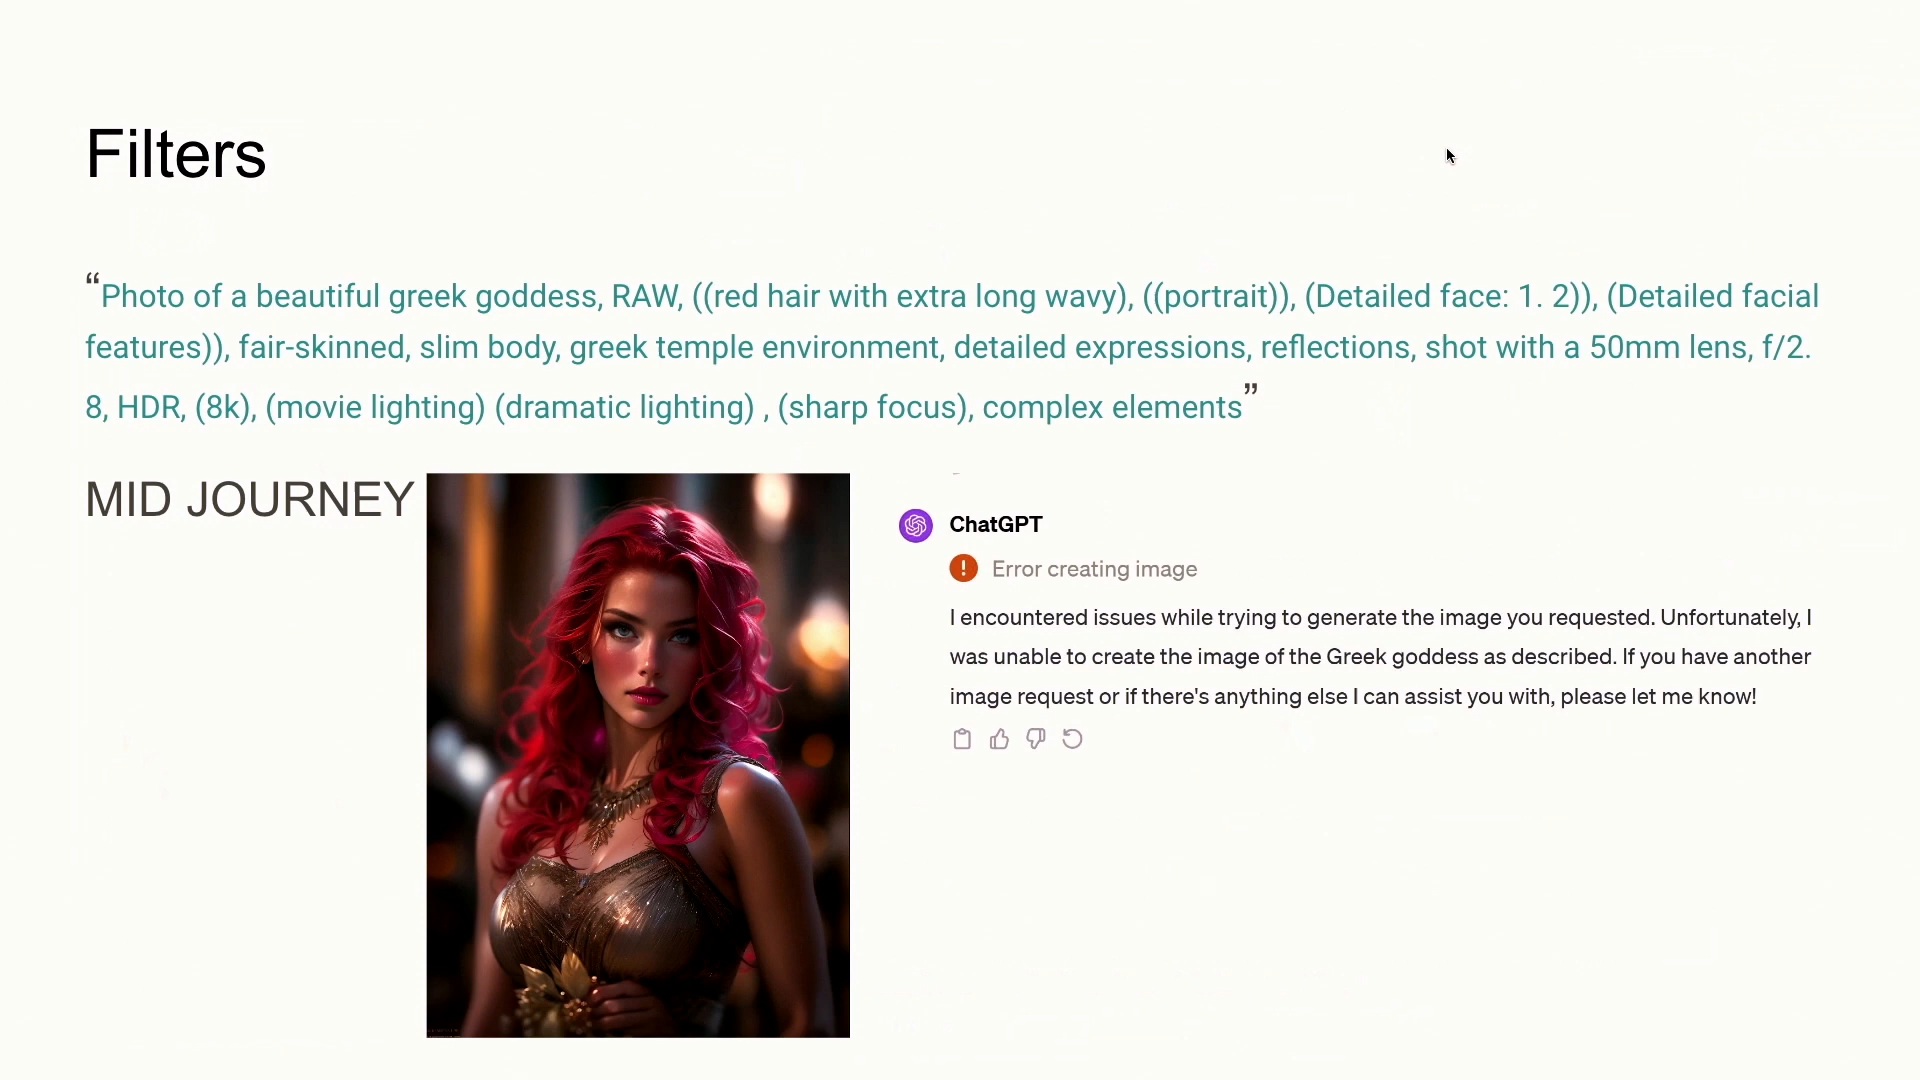 Filters
“Photo of a beautiful greek goddess, RAW, ((red hair with extra long wavy), ((portrait)), (Detailed face: 1. 2)), (Detailed facial
features)), fair-skinned, slim body, greek temple environment, detailed expressions, reflections, shot with a 50mm lens, f/2.
8, HDR, (8k), (movie lighting) (dramatic lighting) , (sharp focus), complex elements”
MID JOURNEY
ChatGPT
Error creating image
I encountered issues while trying to generate the image you requested. Unfortunately, I
was unable to create the image of the Greek goddess as described. If you have another
image request or if there's anything else I can assist you with, please let me know!